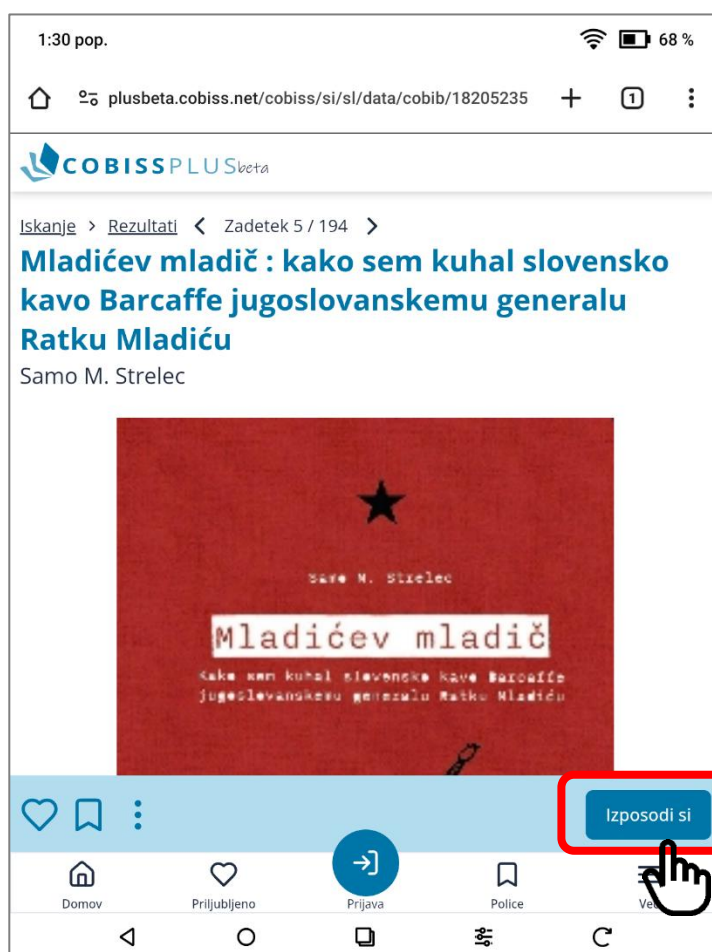 1:30 pop.
68 %
plusbeta.cobiss.net/cobiss/si/sl/data/cobib/18205235
1
COBISSPLUSbeta
Iskanje > Rezultati < Zadetek 5 / 194 >
Mladićev mladič : kako sem kuhal slovensko
kavo Barcaffe jugoslovanskemu generalu
Ratku Mladiću
Samo M. Strelec
Samo M. Strelec
Mladićev mladič
Kako sem kuhal slovensko kavo Barcaffe
jugoslovanskemu generalu Ratku Mladiću
Izposodi si
Domov
Priljubljeno
Prijava
Police